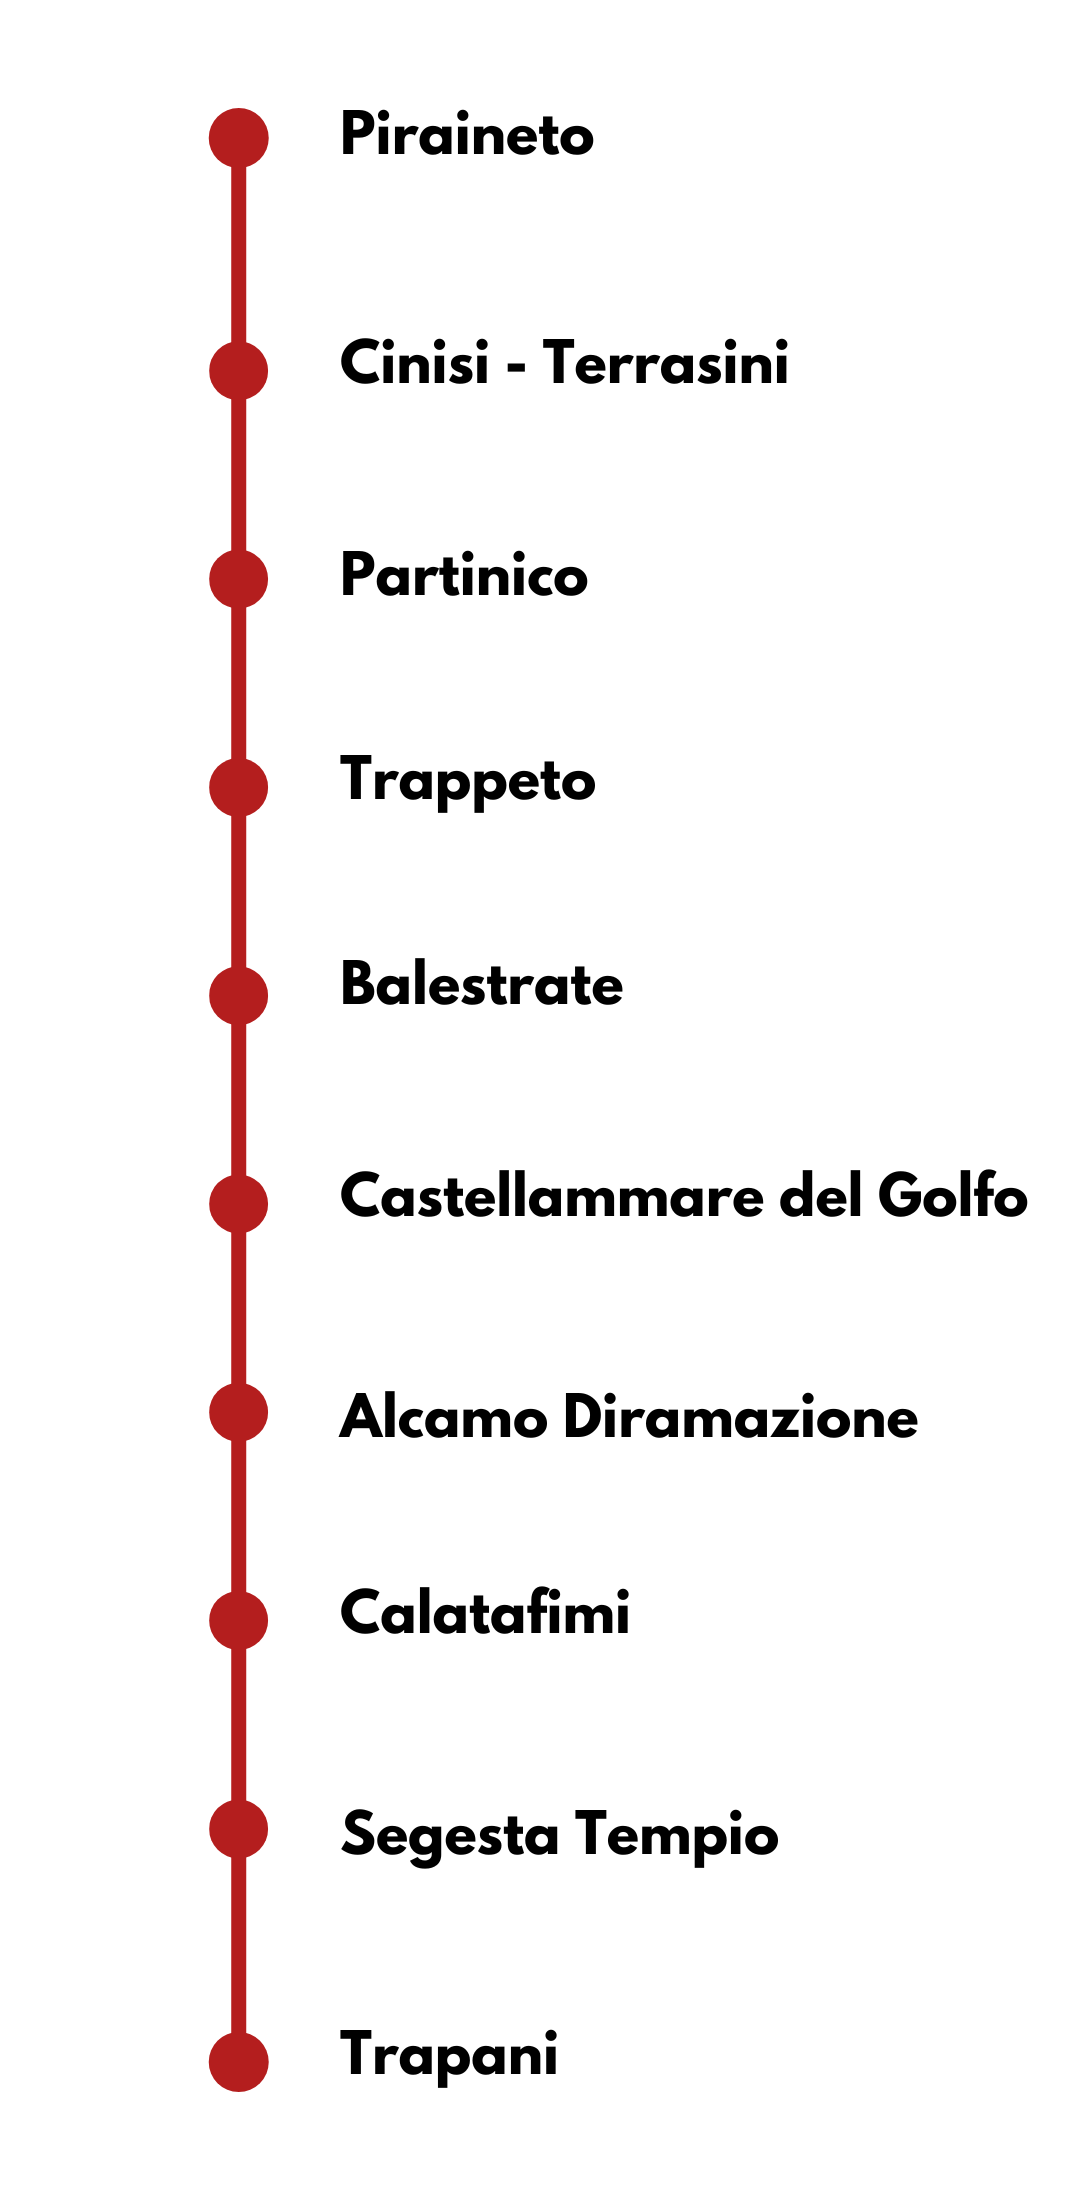 Piraineto
Cinisi - Terrasini
Partinico
Trappeto
Balestrate
Castellammare del Golfo
Alcamo Diramazione
Calatafimi
Segesta Tempio
Trapani